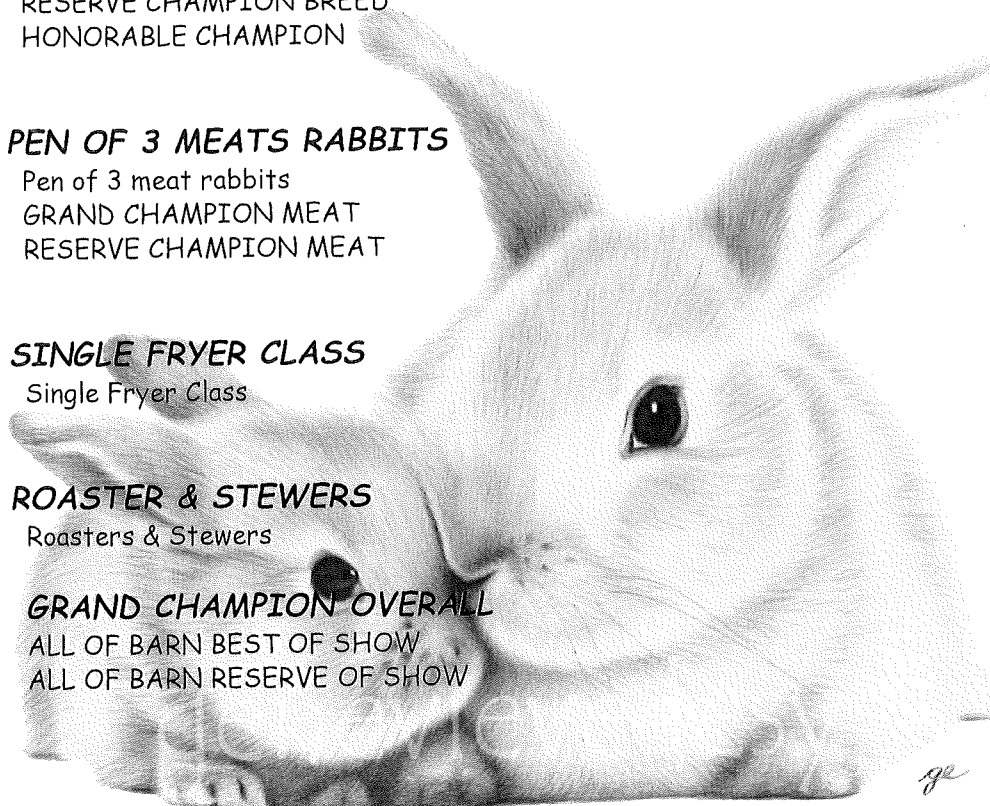 RESERVE CHAMPION BREED
HONORABLE CHAMPION
PEN OF 3 MEATS RABBITS
Pen of 3 meat rabbits
GRAND CHAMPION MEAT
RESERVE CHAMPION MEAT
SINGLE FRYER CLASS
Single Fryer Class
ROASTER & STEWERS
Roasters & Stewers
GRAND CHAMPION OVERALL
ALL OF BARN BEST OF SHOW
ALL OF BARN RESERVE OF SHOW